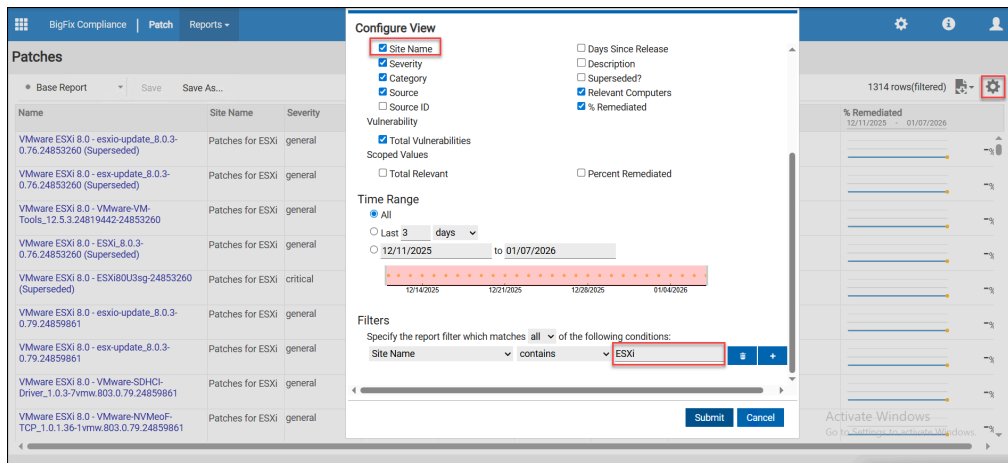 BigFix Compliance | Patch Reports
Patches
Base Report Save Save As...
1314 rows(filtered)
Name Site Name Severity
% Remediated
12/11/2025 - 01/07/2026
VMware ESXi 8.0 - esxio-update_8.0.3-
0.76.24853260 (Superseded)
Patches for ESXi general
VMware ESXi 8.0 - esx-update_8.0.3-
0.76.24853260 (Superseded)
Patches for ESXi general
VMware ESXi 8.0 - VMware-VM-
Tools_12.5.3.24819442-24853260
Patches for ESXi general
VMware ESXi 8.0 - ESXi_8.0.3-
0.76.24853260 (Superseded)
Patches for ESXi general
VMware ESXi 8.0 - ESXi80U3sg-24853260
(Superseded)
Patches for ESXi critical
VMware ESXi 8.0 - esxio-update_8.0.3-
0.79.24859861
Patches for ESXi general
VMware ESXi 8.0 - esx-update_8.0.3-
0.79.24859861
Patches for ESXi general
VMware ESXi 8.0 - VMware-SDHCI-
Driver_1.0.3-7vmw.803.0.79.24859861
Patches for ESXi general
VMware ESXi 8.0 - VMware-NVMeoF-
TCP_1.0.1.36-1vmw.803.0.79.24859861
Patches for ESXi general
Configure View
Site Name Days Since Release
Severity Description
Category Superseded?
Source Relevant Computers
Source ID % Remediated
Vulnerability
Total Vulnerabilities
Scoped Values
Total Relevant Percent Remediated
Time Range
All
Last 3 days
12/11/2025 to 01/07/2026
12/14/2025 12/21/2025 12/28/2025 01/04/2026
Filters
Specify the report filter which matches all of the following conditions:
Site Name contains ESXi
Submit Cancel
Activate Windows
Go to Settings to activate Windows.